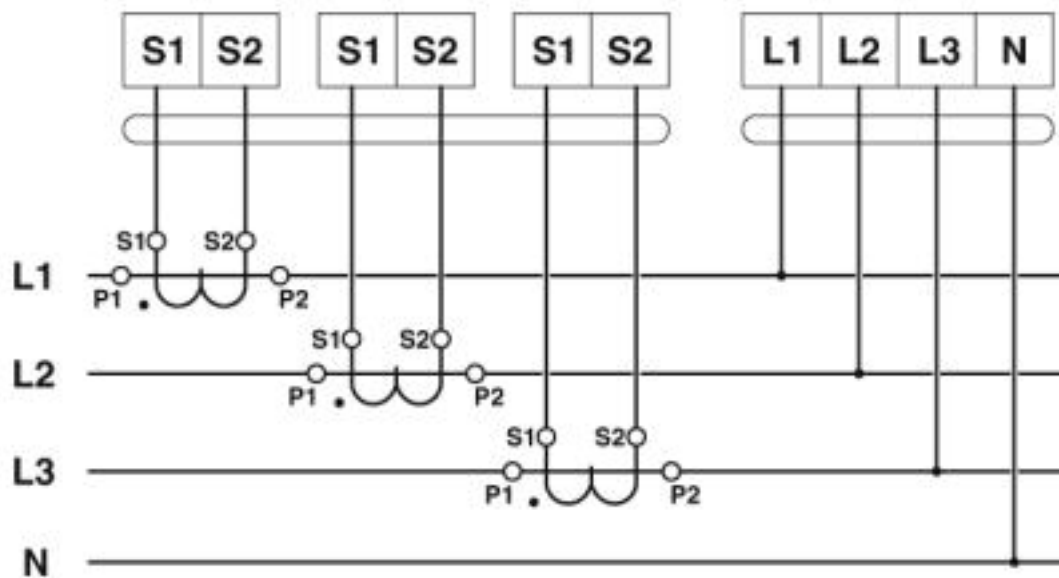 S1 S2 S1 S2 S1 S2 L1 L2 L3 N
S1 S2
L1
P1 P2
S1 S2
L2
P1 P2
S1 S2
L3
P1 P2
N